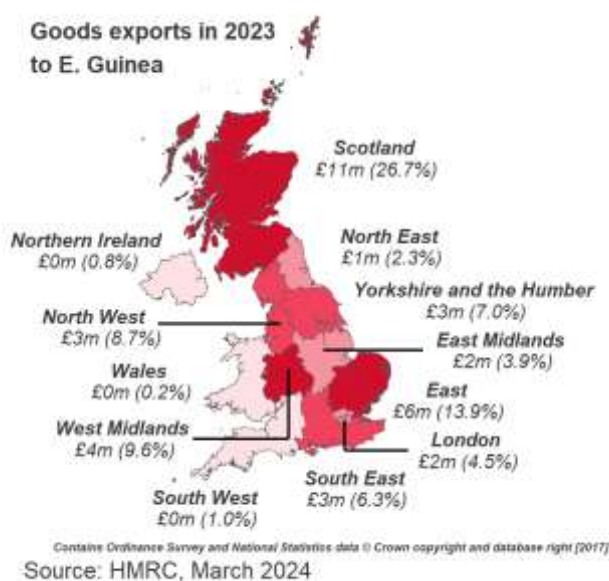 Goods exports in 2023
to E. Guinea
Scotland
£11m (26.7%)
Northern Ireland
£0m (0.8%)
North East
£1m (2.3%)
Yorkshire and the Humber
£3m (7.0%)
North West
£3m (8.7%)
East Midlands
£2m (3.9%)
Wales
£0m (0.2%)
East
£6m (13.9%)
West Midlands
£4m (9.6%)
London
£2m (4.5%)
South East
£3m (6.3%)
South West
£0m (1.0%)
Contains Ordinance Survey and National Statistics data © Crown copyright and database right [2017]
Source: HMRC, March 2024